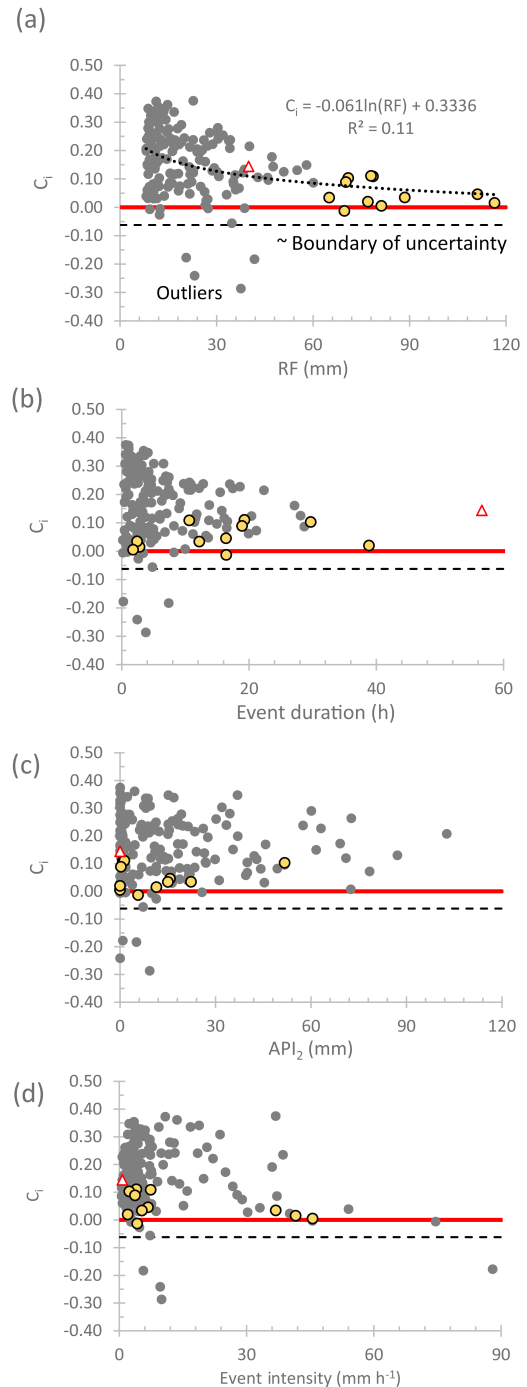 (a)
0.50
0.40
0.30
0.20
0.10
0.00
-0.10
-0.20
-0.30
-0.40
Ci
Ci = -0.061ln(RF) + 0.3336
R² = 0.11
~ Boundary of uncertainty
Outliers
0 30 60 90 120
RF (mm)
(b)
0.50
0.40
0.30
0.20
0.10
0.00
-0.10
-0.20
-0.30
-0.40
Ci
0 20 40 60
Event duration (h)
(c)
0.50
0.40
0.30
0.20
0.10
0.00
-0.10
-0.20
-0.30
-0.40
Ci
0 30 60 90 120
API₂ (mm)
(d)
0.50
0.40
0.30
0.20
0.10
0.00
-0.10
-0.20
-0.30
-0.40
Ci
0 30 60 90
Event intensity (mm h⁻¹)